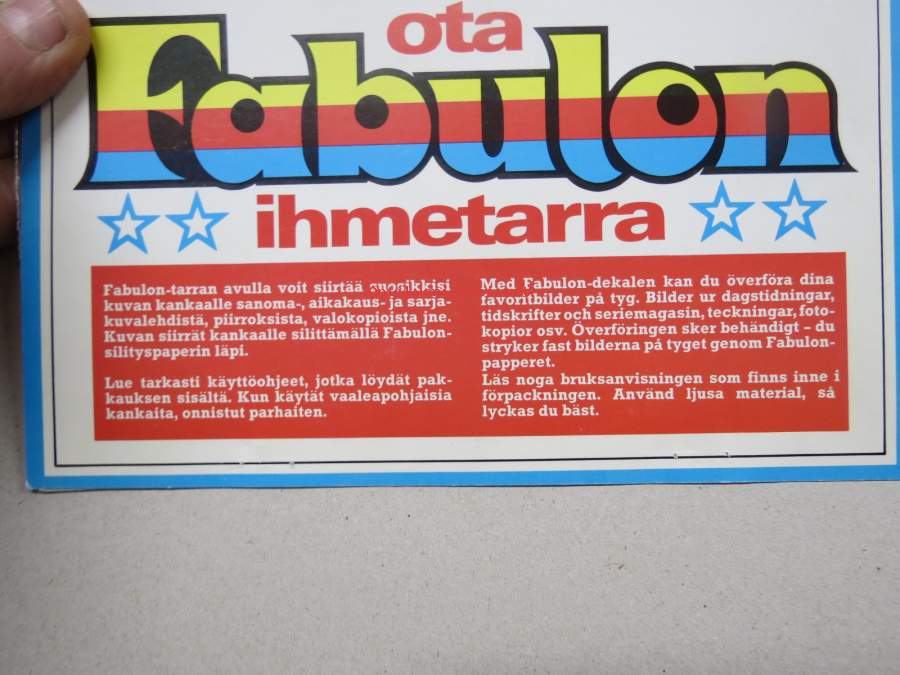 ota
Fabulon
ihmetarra
Fabulon-tarran avulla voit siirtää suosikkisi
kuvan kankaalle sanoma-, aikakaus- ja sarja-
kuvalehdistä, piirroksista, valokopioista jne.
Kuvan siirrät kankaalle silittämällä Fabulon-
silityspaperin läpi.
Lue tarkasti käyttöohjeet, jotka löydät pak-
kauksen sisältä. Kun käytät vaaleapohjaisia
kankaita, onnistut parhaiten.
Med Fabulon-dekalen kan du överföra dina
favoritbilder på tyg. Bilder ur dagstidningar,
tidskrifter och seriemagasin, teckningar, foto-
kopior osv. Överföringen sker behändigt – du
stryker fast bilderna på tyget genom Fabulon-
papperet.
Läs noga bruksanvisningen som finns inne i
förpackningen. Använd ljusa material, så
lyckas du bäst.